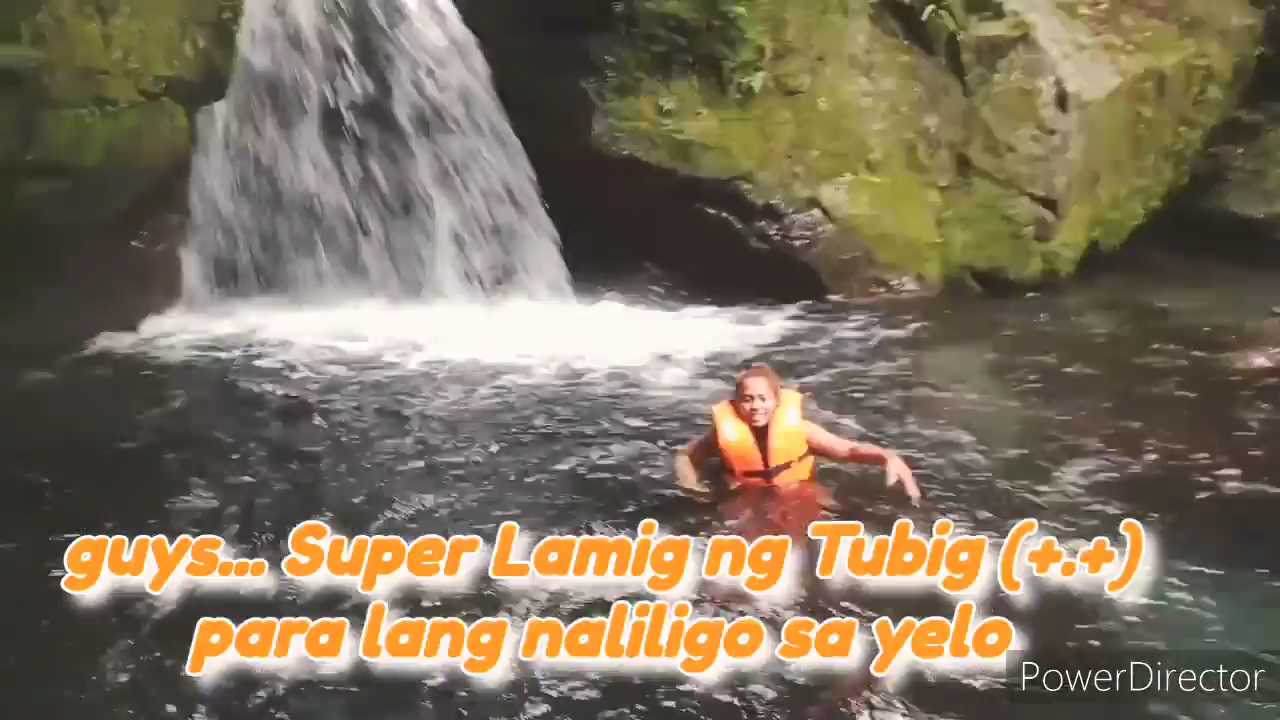 guys... Super Lamig ng Tubig (+.+)
para lang naliligo sa yelo
PowerDirector